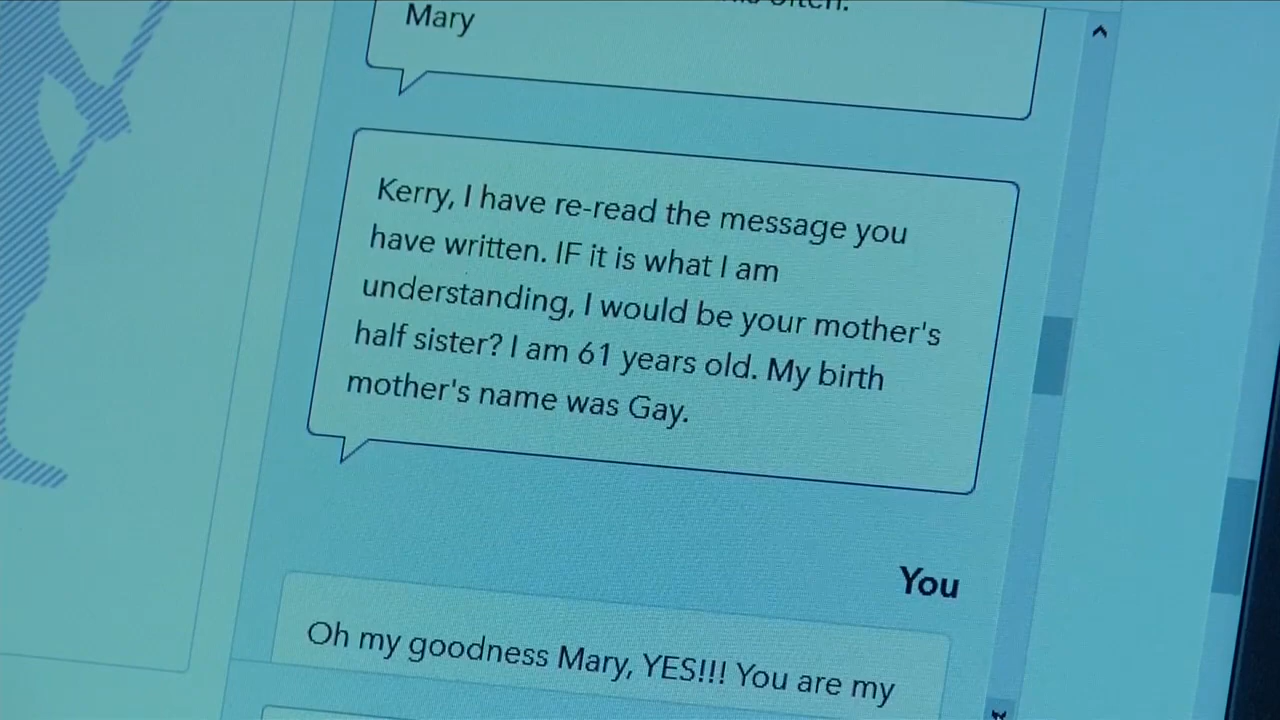 often.
Mary
Kerry, I have re-read the message you
have written. IF it is what I am
understanding, I would be your mother's
half sister? I am 61 years old. My birth
mother's name was Gay.
You
Oh my goodness Mary, YES!!! You are my